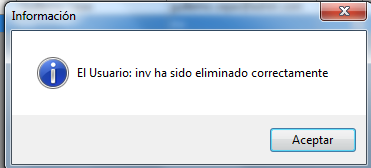 Información
El Usuario: inv ha sido eliminado correctamente
Aceptar